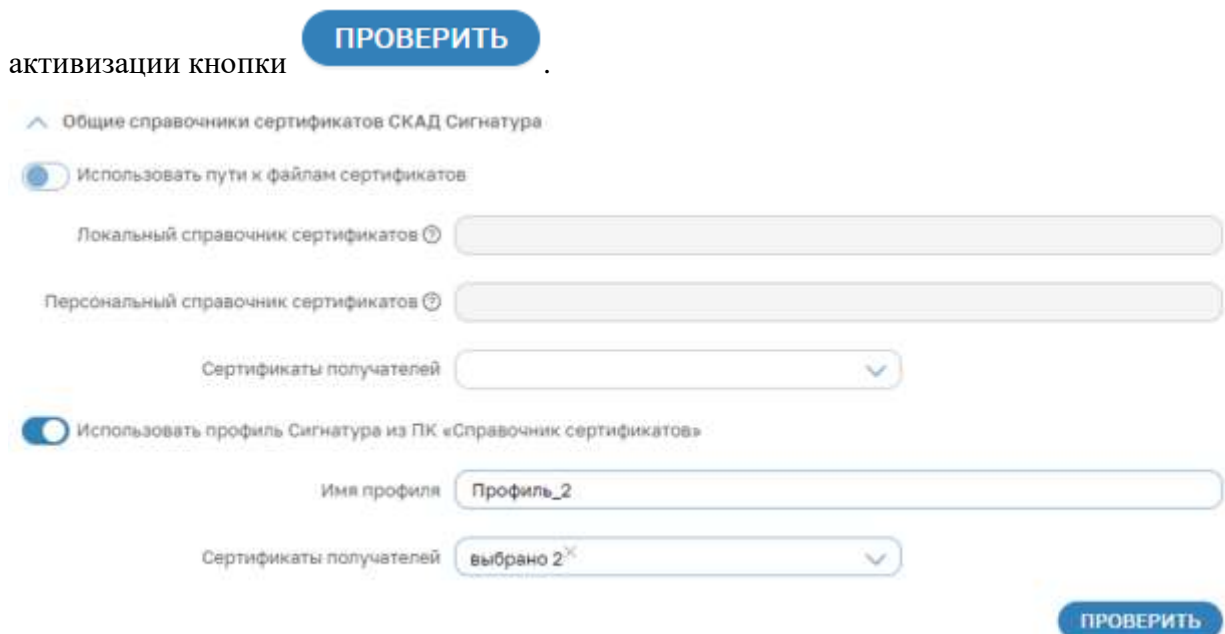 ПРОВЕРИТЬ
активизации кнопки .
Общие справочники сертификатов СКАД Сигнатура
Использовать пути к файлам сертификатов
Локальный справочник сертификатов ?
Персональный справочник сертификатов ?
Сертификаты получателей
Использовать профиль Сигнатура из ПК «Справочник сертификатов»
Имя профиля Профиль_2
Сертификаты получателей выбрано 2 ×
ПРОВЕРИТЬ